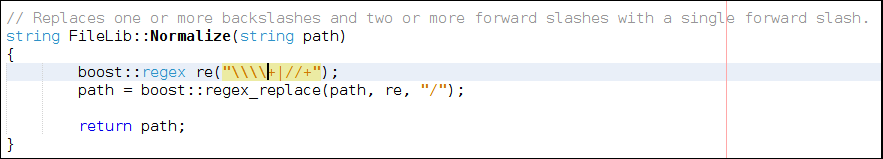 // Replaces one or more backslashes and two or more forward slashes with a single forward slash.
string FileLib::Normalize(string path)
{
boost::regex re("\\\\+|//+");
path = boost::regex_replace(path, re, "/");
return path;
}